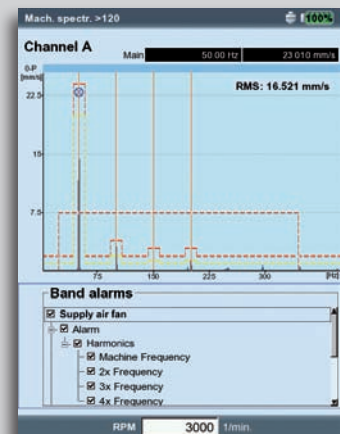 Mach. spectr. >120
100%
Channel A
Main 50 00 Hz 23 010 mm/s
0-P
[mm/s]
RMS: 16.521 mm/s
22.5
15
7.5
75 150 225 300 [Hz]
Band alarms
Supply air fan
Alarm
Harmonics
Machine Frequency
2x Frequency
3x Frequency
4x Frequency
RPM 3000 1/min.